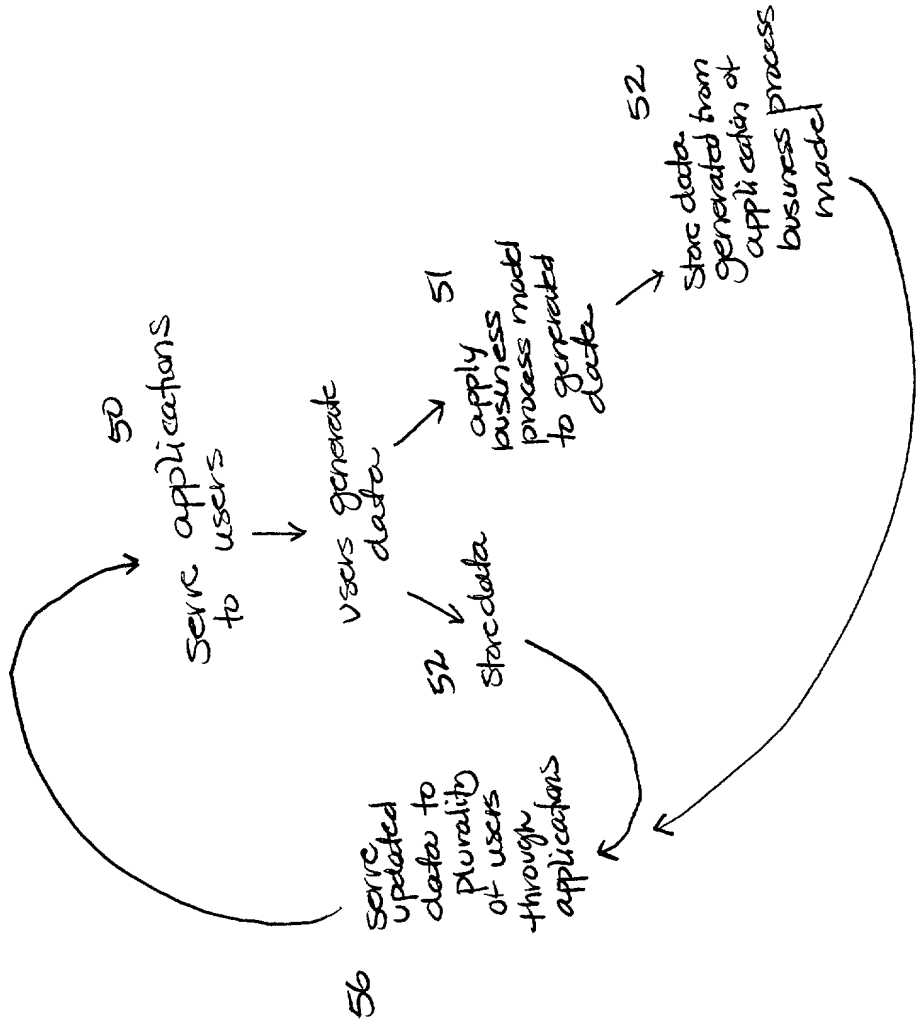 50
serve applications
to users
users generate
data
52
store data
51
apply
business
process model
to generated
data
52
store data
generated from
application of
business process
model
56
serve
updated
data to
plurality
of users
through
applications